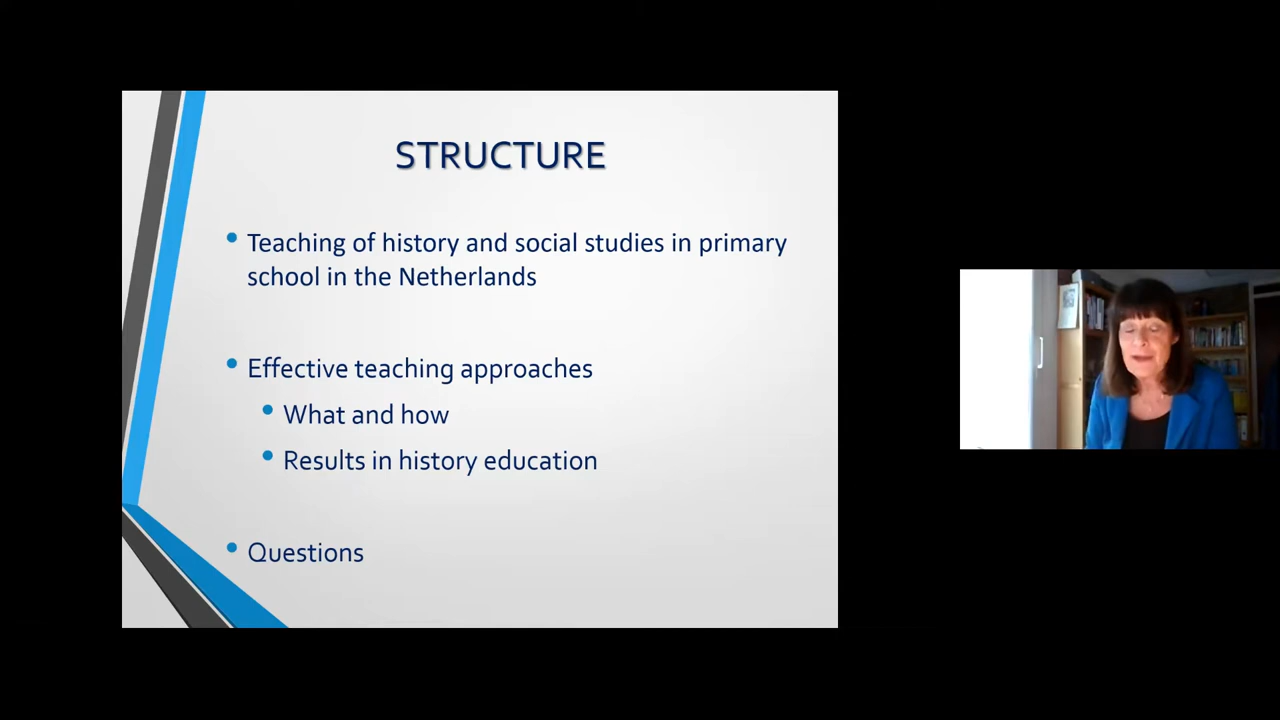 STRUCTURE
• Teaching of history and social studies in primary
school in the Netherlands
• Effective teaching approaches
• What and how
• Results in history education
• Questions